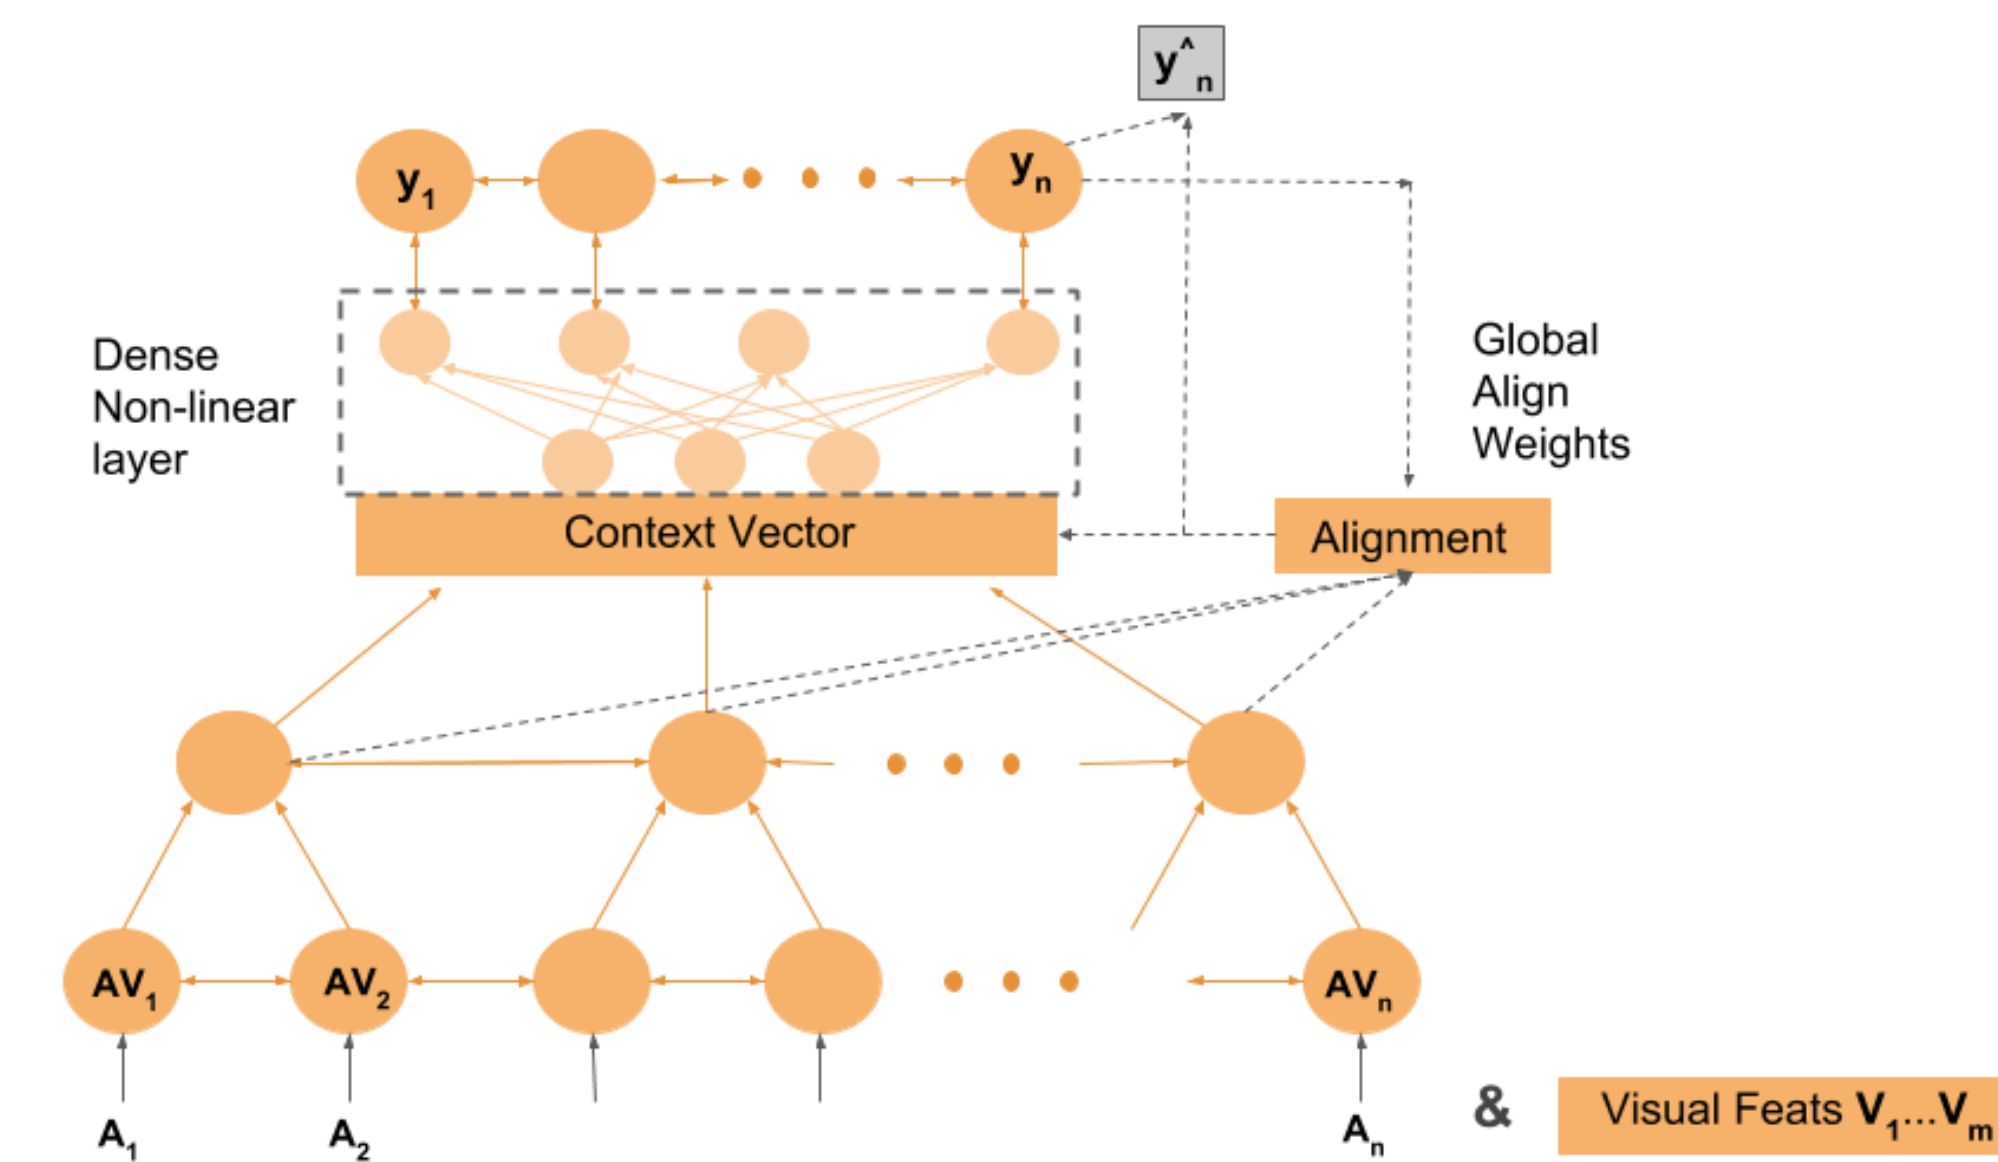 y^n
y1
yn
Dense
Non-linear
layer
Global
Align
Weights
Context Vector
Alignment
AV1
AV2
AVn
A1
A2
An
& Visual Feats V1...Vm